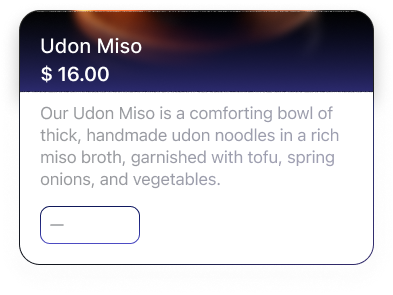 Udon Miso
$ 16.00
Our Udon Miso is a comforting bowl of
thick, handmade udon noodles in a rich
miso broth, garnished with tofu, spring
onions, and vegetables.
—